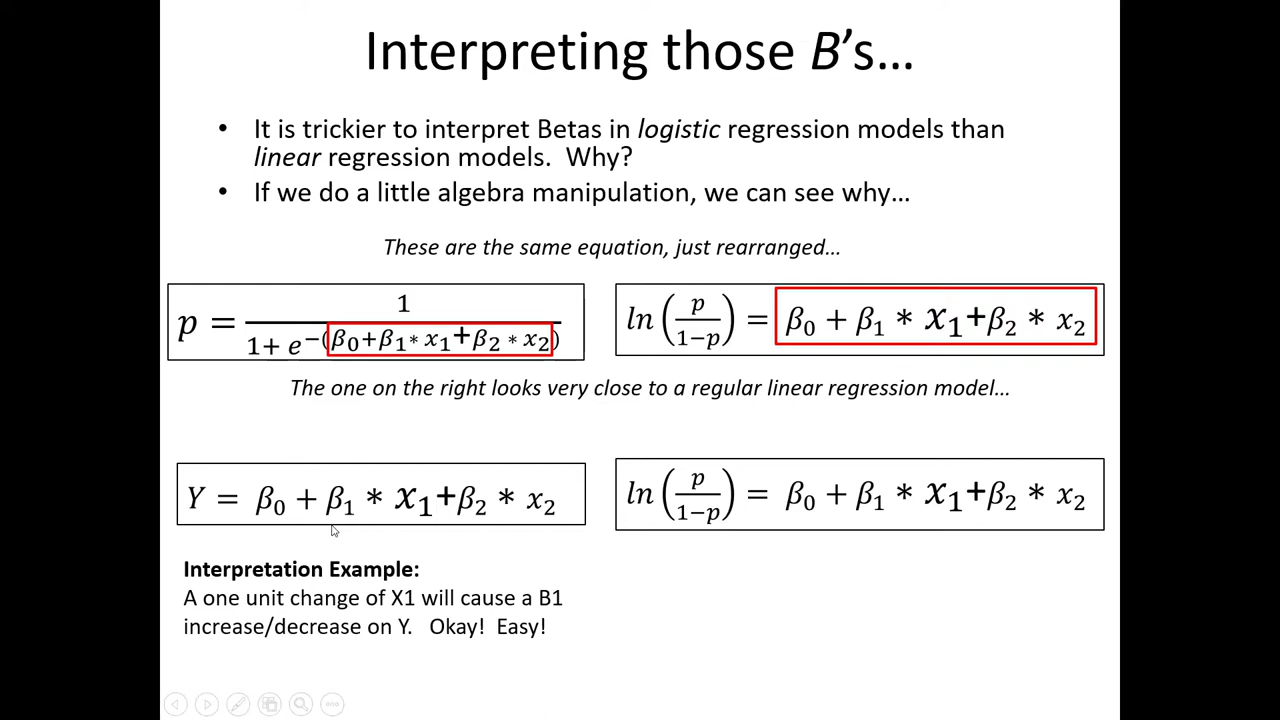 Interpreting those B's…
• It is trickier to interpret Betas in logistic regression models than
linear regression models.  Why?
• If we do a little algebra manipulation, we can see why…
These are the same equation, just rearranged…
p = 1 / (1 + e^−(β₀+β₁∗x₁+β₂∗x₂))
ln(p/(1−p)) = β₀ + β₁ ∗ x₁+β₂ ∗ x₂
The one on the right looks very close to a regular linear regression model…
Y = β₀ + β₁ ∗ x₁+β₂ ∗ x₂
ln(p/(1−p)) = β₀ + β₁ ∗ x₁+β₂ ∗ x₂
Interpretation Example:
A one unit change of X1 will cause a B1
increase/decrease on Y.   Okay!  Easy!